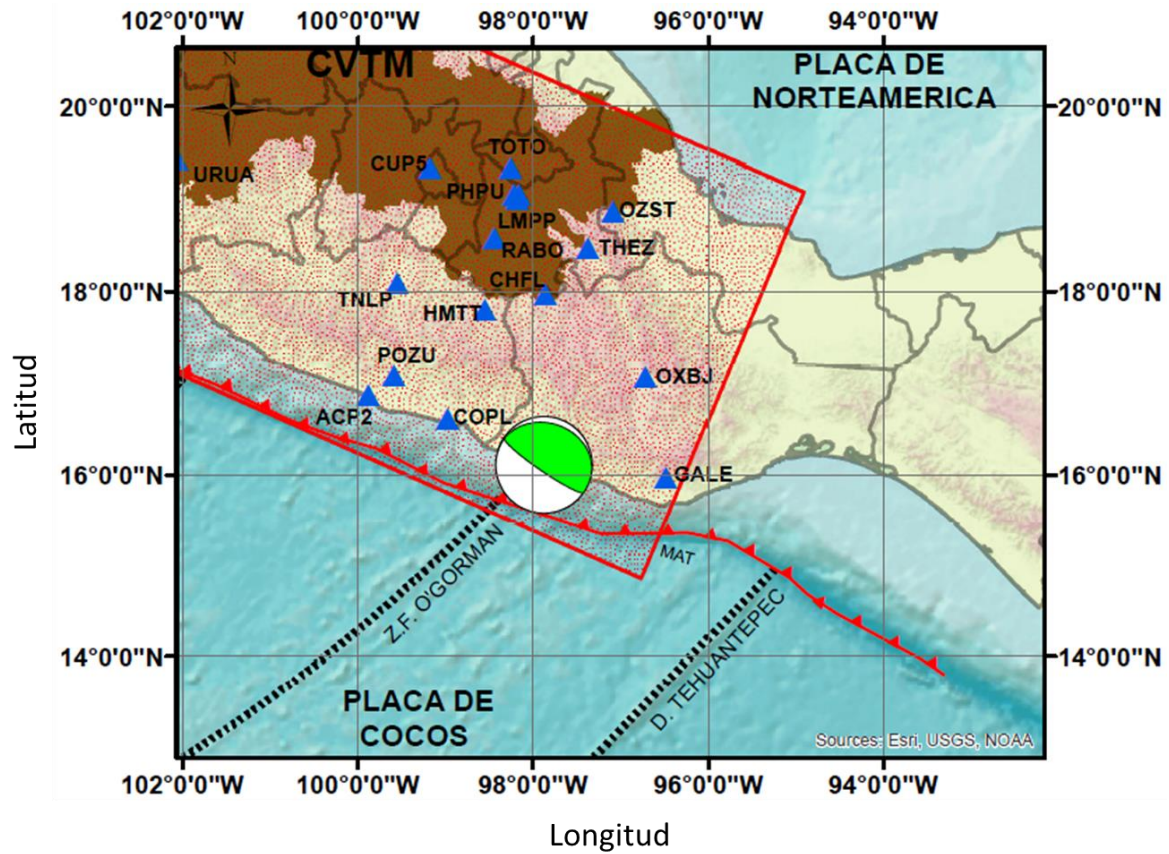 102°0'0"W 100°0'0"W 98°0'0"W 96°0'0"W 94°0'0"W
N
CVTM
PLACA DE
NORTEAMERICA
20°0'0"N 20°0'0"N
TOTO
CUP5
URUA
PHPU
OZST
LMPP
RABO
THEZ
CHFL
18°0'0"N 18°0'0"N
TNLP
HMTT
POZU
OXBJ
ACP2
COPL
16°0'0"N 16°0'0"N
GALE
MAT
Z.F. O'GORMAN
D. TEHUANTEPEC
14°0'0"N 14°0'0"N
PLACA DE
COCOS
Sources: Esri, USGS, NOAA
102°0'0"W 100°0'0"W 98°0'0"W 96°0'0"W 94°0'0"W
Latitud
Longitud